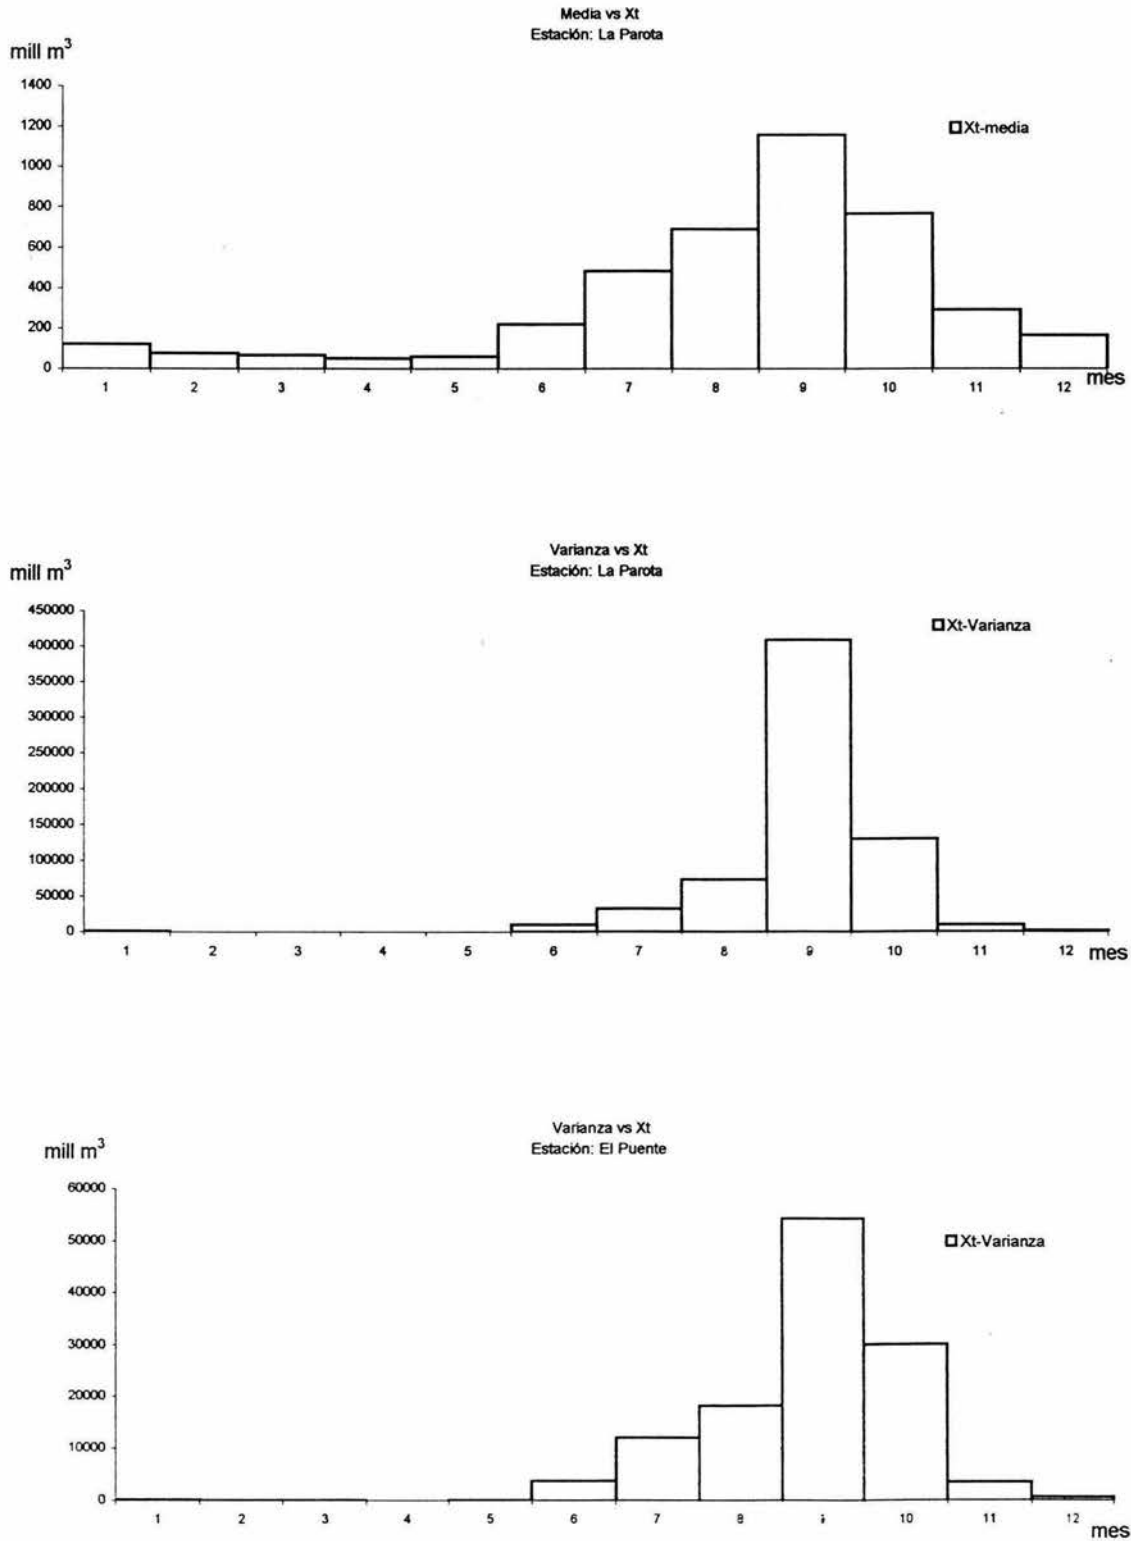 Media vs Xt
Estación: La Parota
mill m³
1400
1200
1000
800
600
400
200
0
Xt-media
1 2 3 4 5 6 7 8 9 10 11 12 mes
Varianza vs Xt
Estación: La Parota
mill m³
450000
400000
350000
300000
250000
200000
150000
100000
50000
0
Xt-Varianza
1 2 3 4 5 6 7 8 9 10 11 12 mes
Varianza vs Xt
Estación: El Puente
mill m³
60000
50000
40000
30000
20000
10000
0
Xt-Varianza
1 2 3 4 5 6 7 8 10 11 12 mes